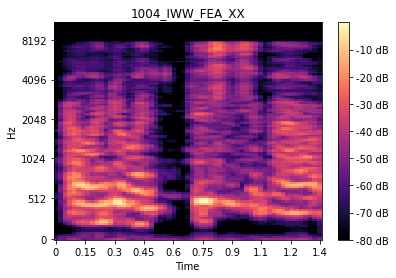 1004_IWW_FEA_XX
8192
4096
2048
1024
512
0
Hz
0
0.15
0.3
0.45
0.6
0.75
0.9
1.1
1.2
1.4
Time
-10 dB
-20 dB
-30 dB
-40 dB
-50 dB
-60 dB
-70 dB
-80 dB